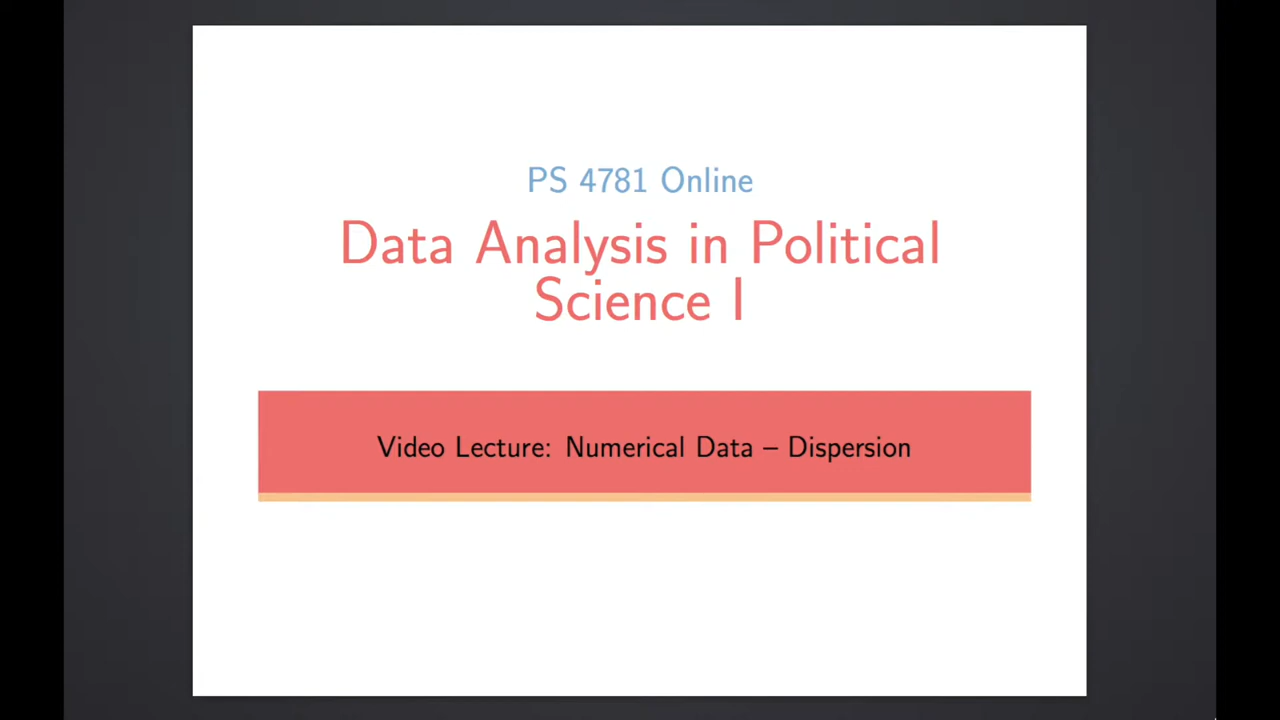 PS 4781 Online
Data Analysis in Political
Science I
Video Lecture: Numerical Data – Dispersion